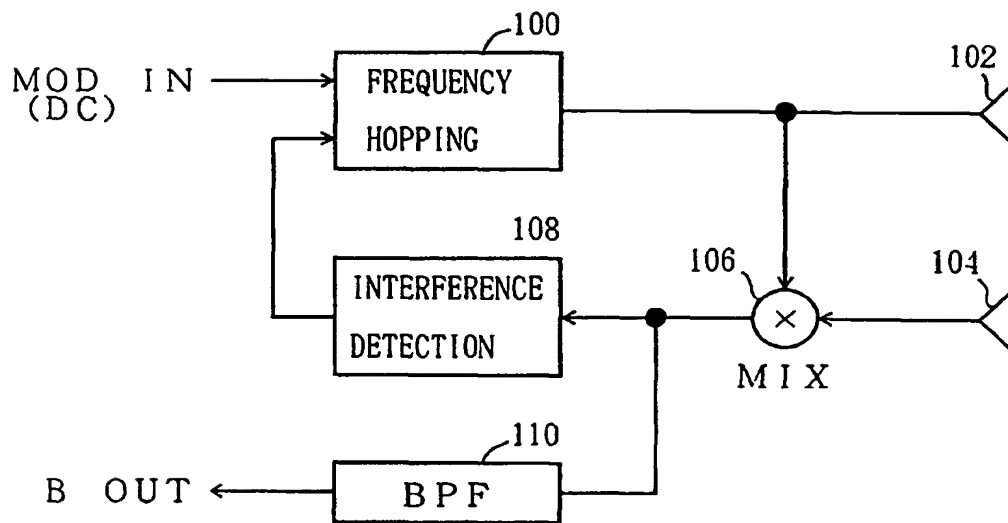 100
MOD IN
(DC)
FREQUENCY
HOPPING
102
108
INTERFERENCE
DETECTION
106
104
MIX
110
B OUT
BPF